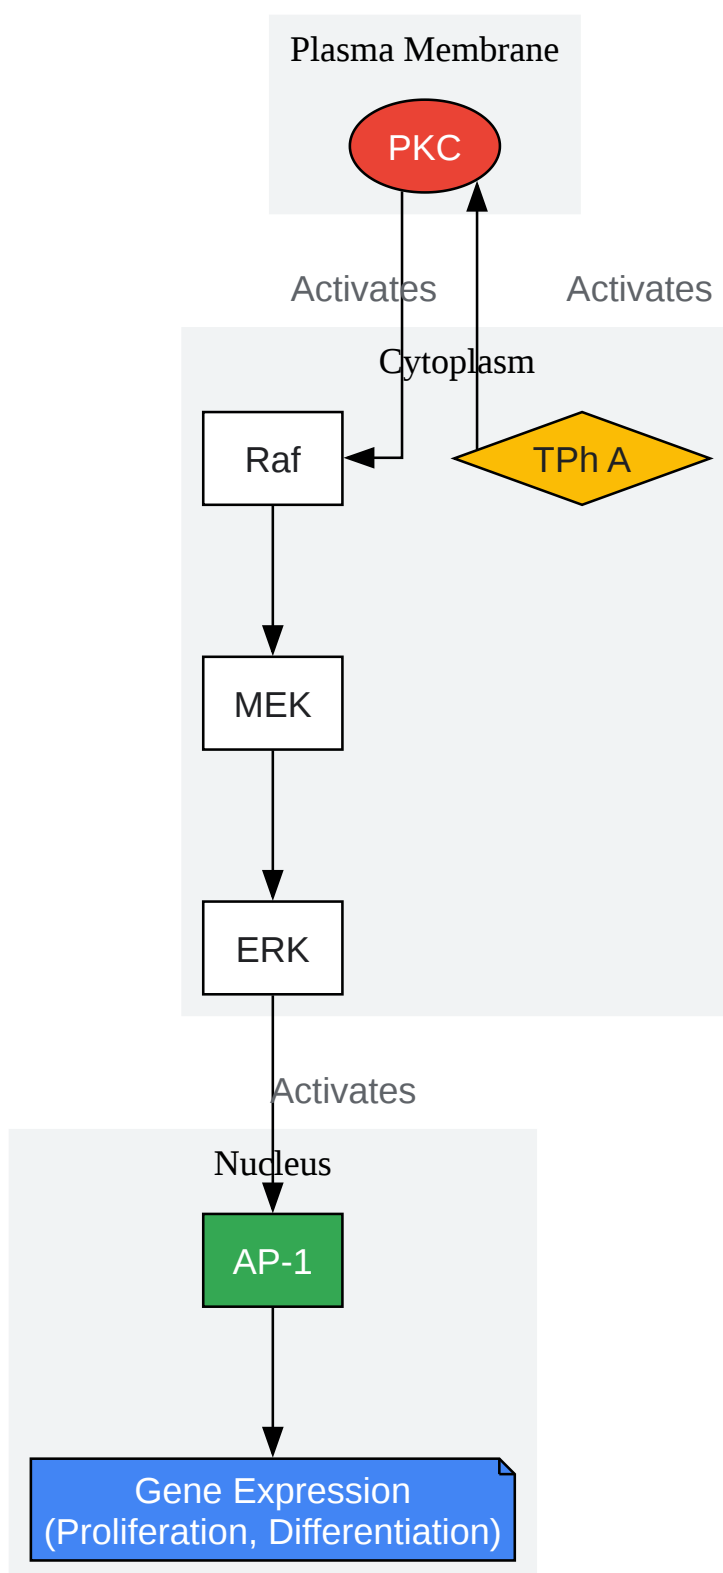 Plasma Membrane
PKC
Activates
Activates
Cytoplasm
Raf
TPh A
MEK
ERK
Activates
Nucleus
AP-1
Gene Expression
(Proliferation, Differentiation)